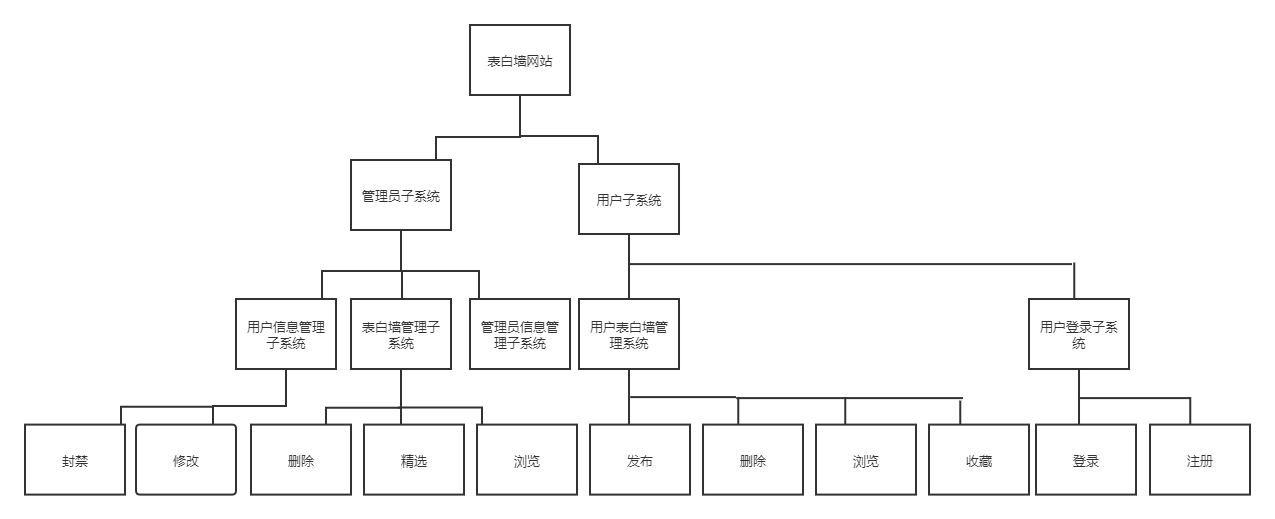 表白墙网站
管理员子系统
用户子系统
用户信息管理
子系统
表白墙管理子
系统
管理员信息管
理子系统
用户表白墙管
理系统
用户登录子系
统
封禁
修改
删除
精选
浏览
发布
删除
浏览
收藏
登录
注册